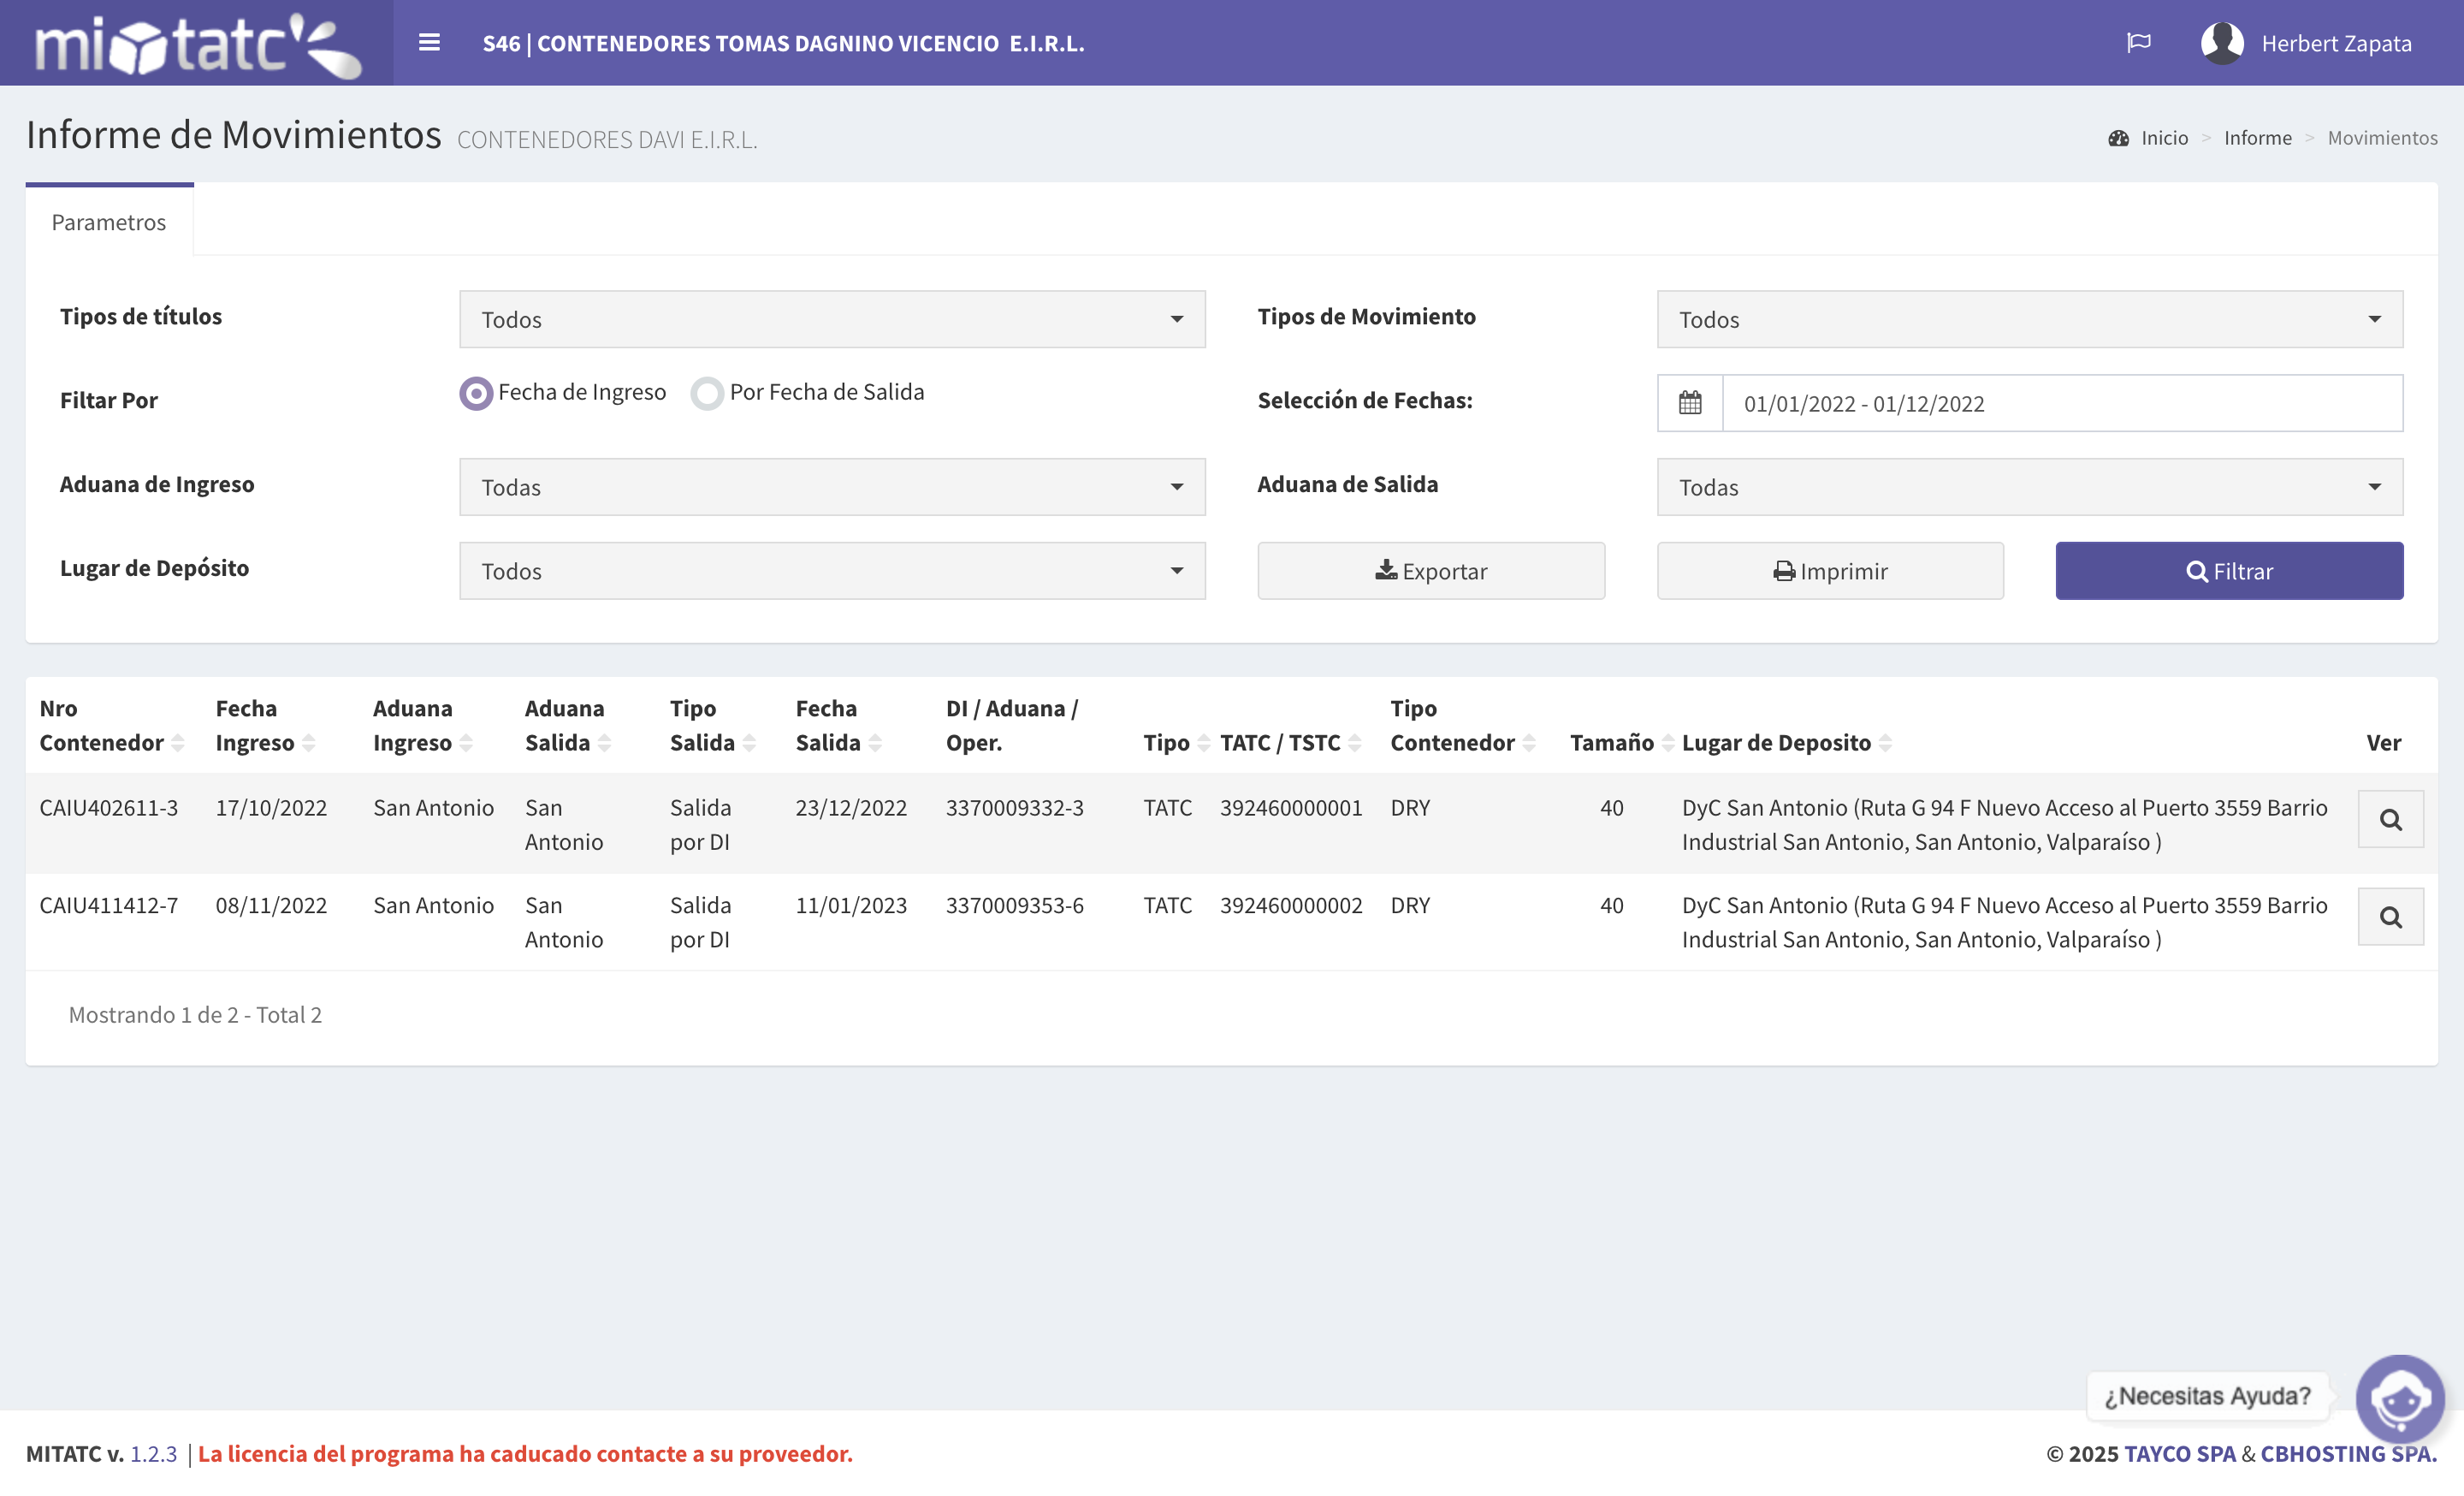 miotatc
S46 | CONTENEDORES TOMAS DAGNINO VICENCIO E.I.R.L.
Herbert Zapata
Informe de Movimientos CONTENEDORES DAVI E.I.R.L.
Inicio > Informe > Movimientos
Parametros
Tipos de títulos Todos Tipos de Movimiento Todos
Filtar Por Fecha de Ingreso Por Fecha de Salida Selección de Fechas: 01/01/2022 - 01/12/2022
Aduana de Ingreso Todas Aduana de Salida Todas
Lugar de Depósito Todos Exportar Imprimir Filtrar
Nro Fecha Aduana Aduana Tipo Fecha DI / Aduana / Tipo
Contenedor Ingreso Ingreso Salida Salida Salida Oper. Tipo TATC / TSTC Contenedor Tamaño Lugar de Deposito Ver
CAIU402611-3 17/10/2022 San Antonio San Salida 23/12/2022 3370009332-3 TATC 392460000001 DRY 40 DyC San Antonio (Ruta G 94 F Nuevo Acceso al Puerto 3559 Barrio
Antonio por DI Industrial San Antonio, San Antonio, Valparaíso )
CAIU411412-7 08/11/2022 San Antonio San Salida 11/01/2023 3370009353-6 TATC 392460000002 DRY 40 DyC San Antonio (Ruta G 94 F Nuevo Acceso al Puerto 3559 Barrio
Antonio por DI Industrial San Antonio, San Antonio, Valparaíso )
Mostrando 1 de 2 - Total 2
¿Necesitas Ayuda?
MITATC v. 1.2.3 | La licencia del programa ha caducado contacte a su proveedor.
© 2025 TAYCO SPA & CBHOSTING SPA.